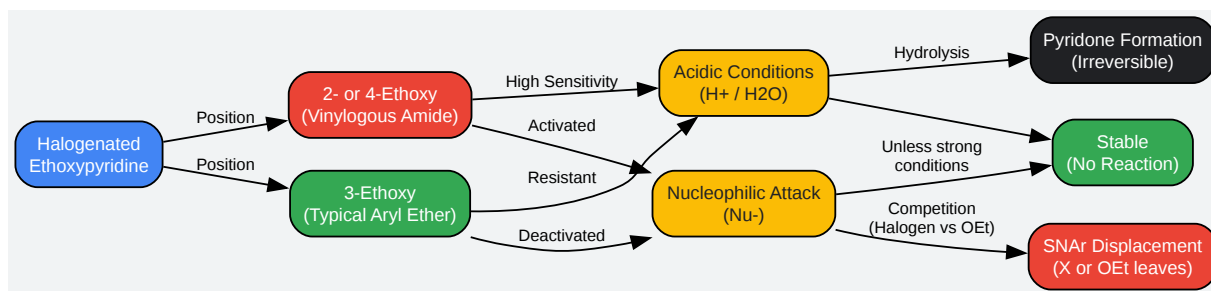 Halogenated
Ethoxypyridine
Position
Position
2- or 4-Ethoxy
(Vinylogous Amide)
3-Ethoxy
(Typical Aryl Ether)
High Sensitivity
Activated
Resistant
Deactivated
Acidic Conditions
(H+ / H2O)
Nucleophilic Attack
(Nu-)
Hydrolysis
Unless strong
conditions
Competition
(Halogen vs OEt)
Pyridone Formation
(Irreversible)
Stable
(No Reaction)
SNAr Displacement
(X or OEt leaves)